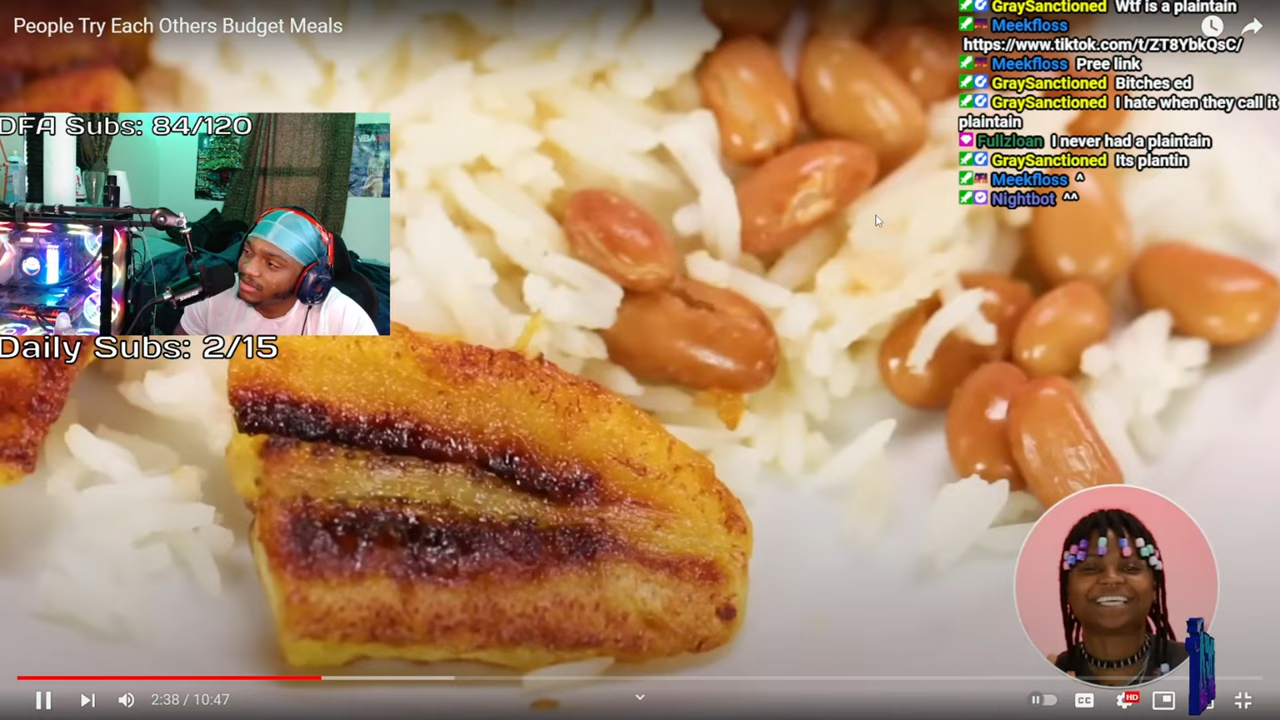 People Try Each Others Budget Meals
GraySanctioned Wtf is a plaintain
Meekfloss
https://www.tiktok.com/t/ZT8YbkQsC/
Meekfloss Pree link
GraySanctioned Bitches ed
GraySanctioned I hate when they call it
plaintain
Fullzloan I never had a plaintain
GraySanctioned Its plantin
Meekfloss ^
Nightbot ^^
DFA Subs: 84/120
Daily Subs: 2/15
2:38 / 10:47
CC
HD